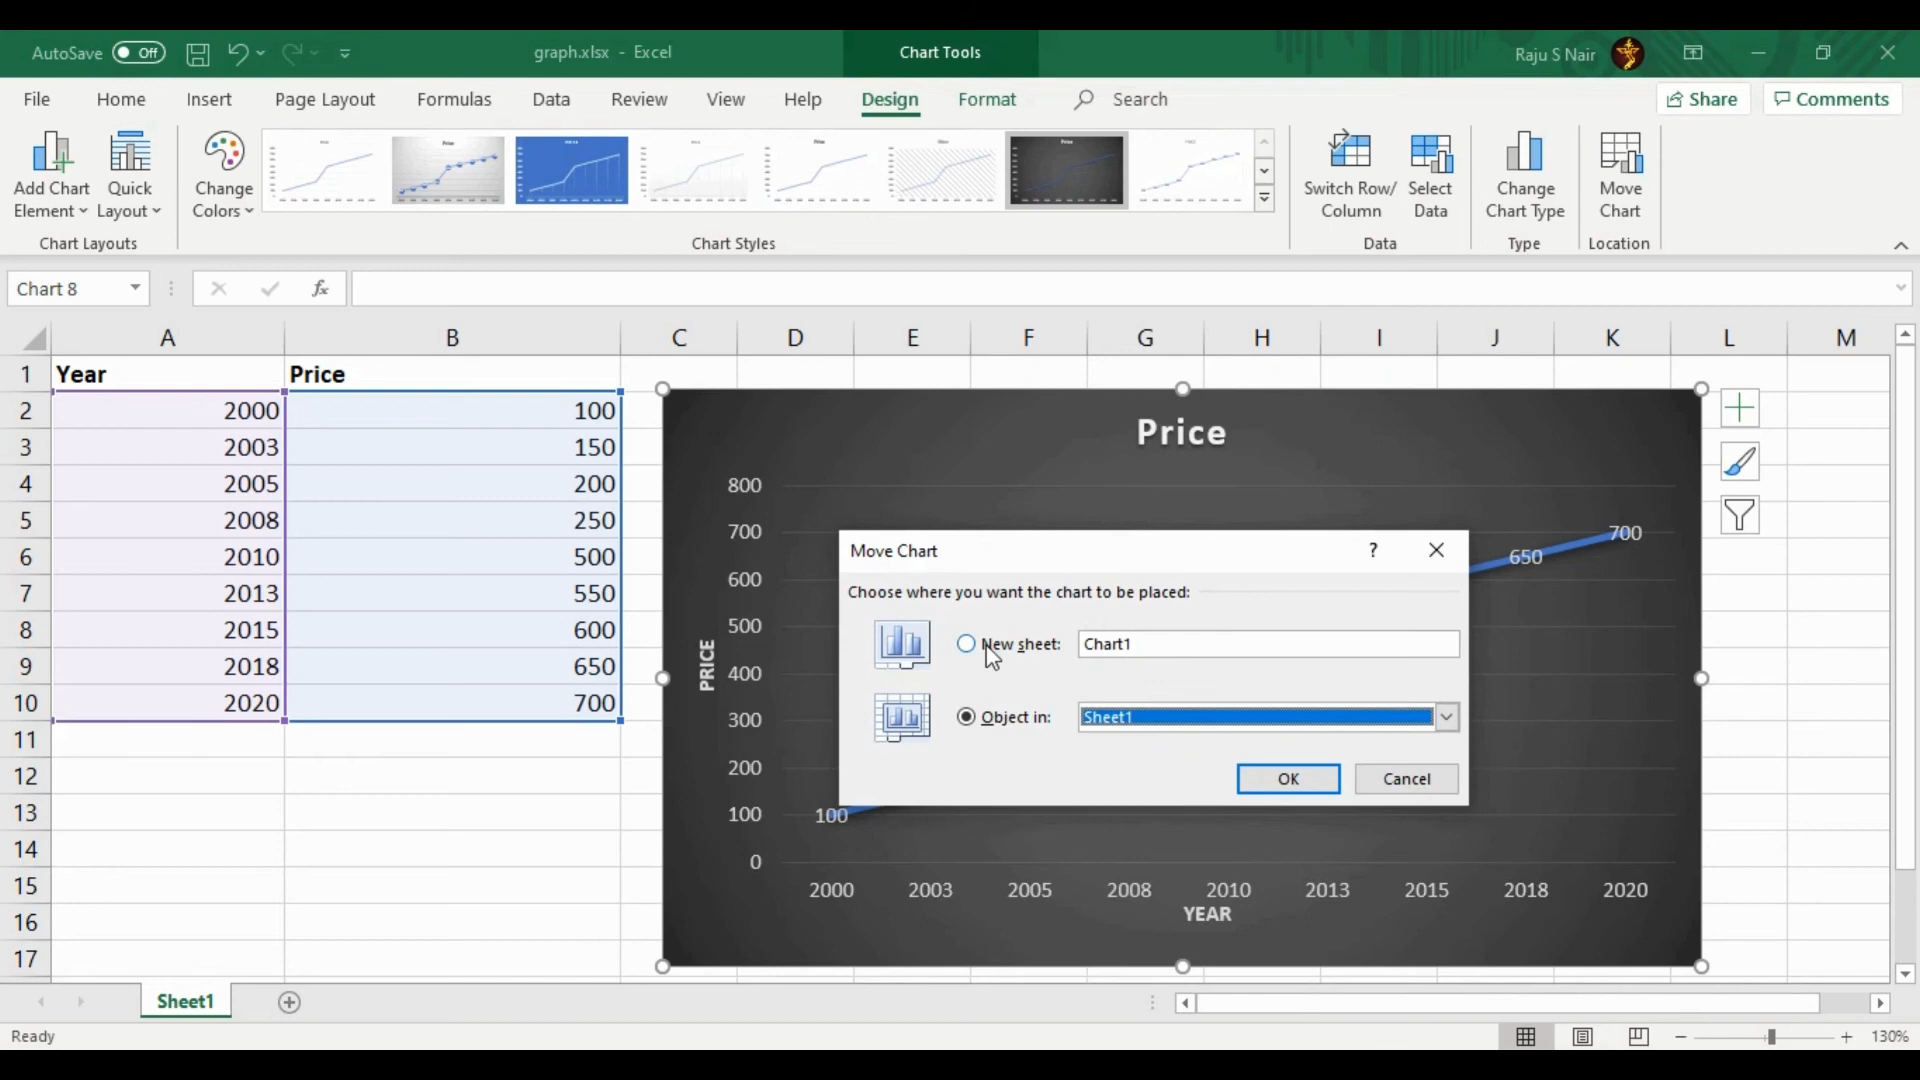 AutoSave Off graph.xlsx - Excel Chart Tools Raju S Nair
File Home Insert Page Layout Formulas Data Review View Help Design Format Search Share Comments
Add Chart Element
Quick Layout
Change Colors
Switch Row/ Column
Select Data
Change Chart Type
Move Chart
Chart Layouts Chart Styles Data Type Location
Chart 8 fx
A B C D E F G H I J K L M
1 Year Price
2 2000 100
3 2003 150
4 2005 200
5 2008 250
6 2010 500
7 2013 550
8 2015 600
9 2018 650
10 2020 700
11
12
13
14
15
16
17
Price
800
700
600
500
400
300
200
100
0
PRICE
100
650
700
2000 2003 2005 2008 2010 2013 2015 2018 2020
YEAR
Move Chart ?
Choose where you want the chart to be placed:
New sheet: Chart1
Object in: Sheet1
OK Cancel
Sheet1
Ready 130%